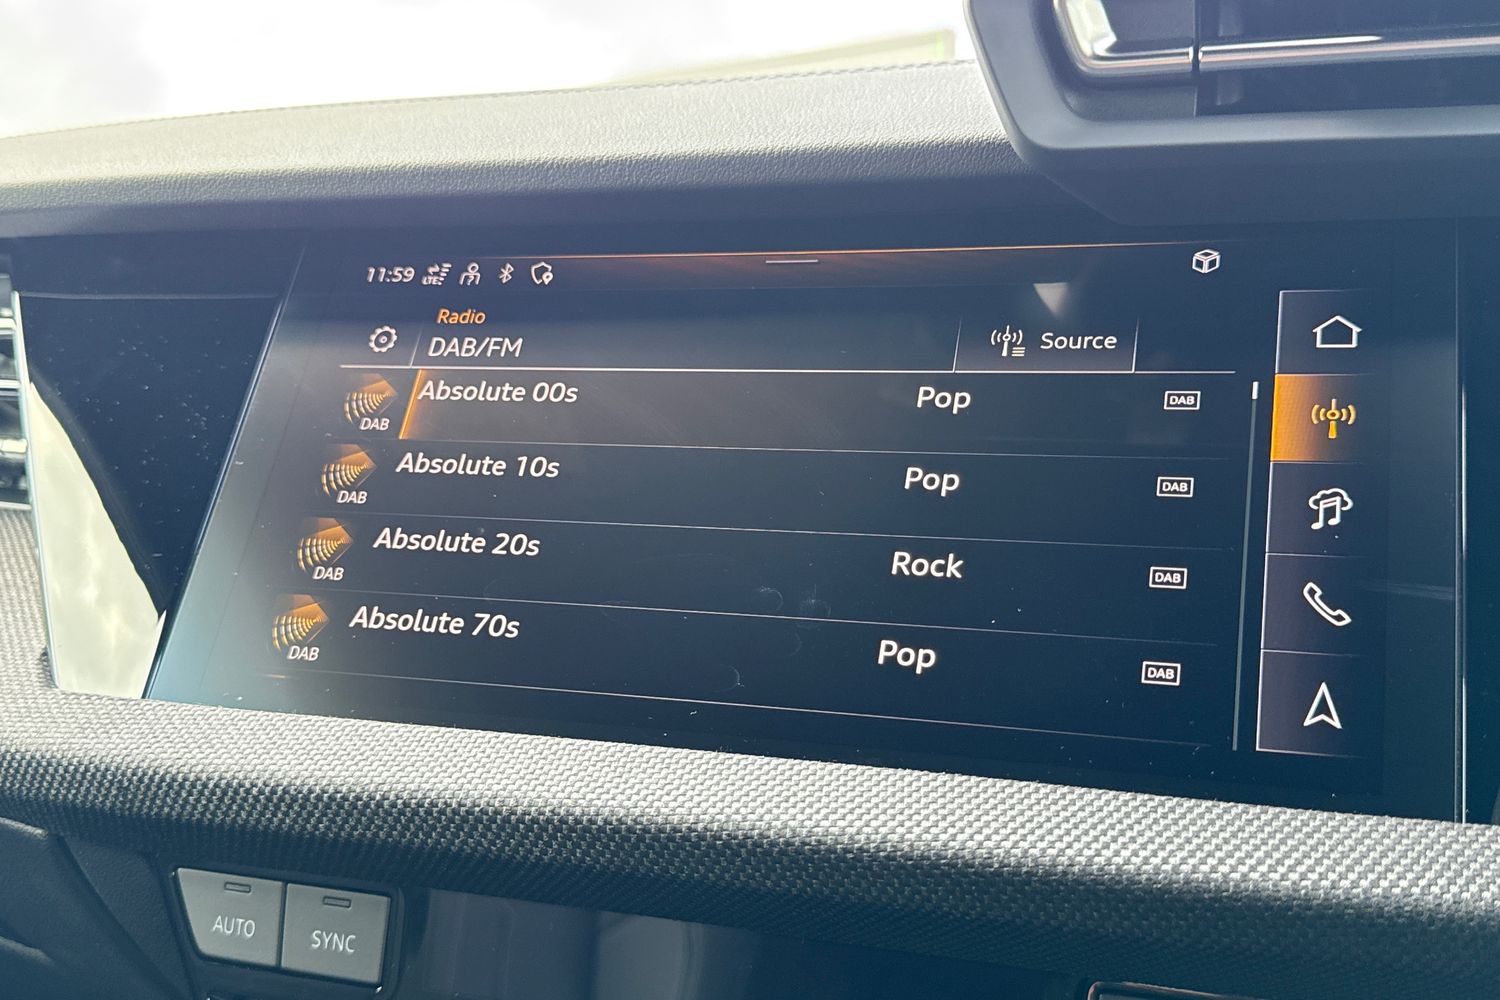 11:59 LTE
Radio
DAB/FM
Source
DAB Absolute 00s Pop DAB
DAB Absolute 10s Pop DAB
DAB Absolute 20s Rock DAB
DAB Absolute 70s Pop DAB
AUTO SYNC